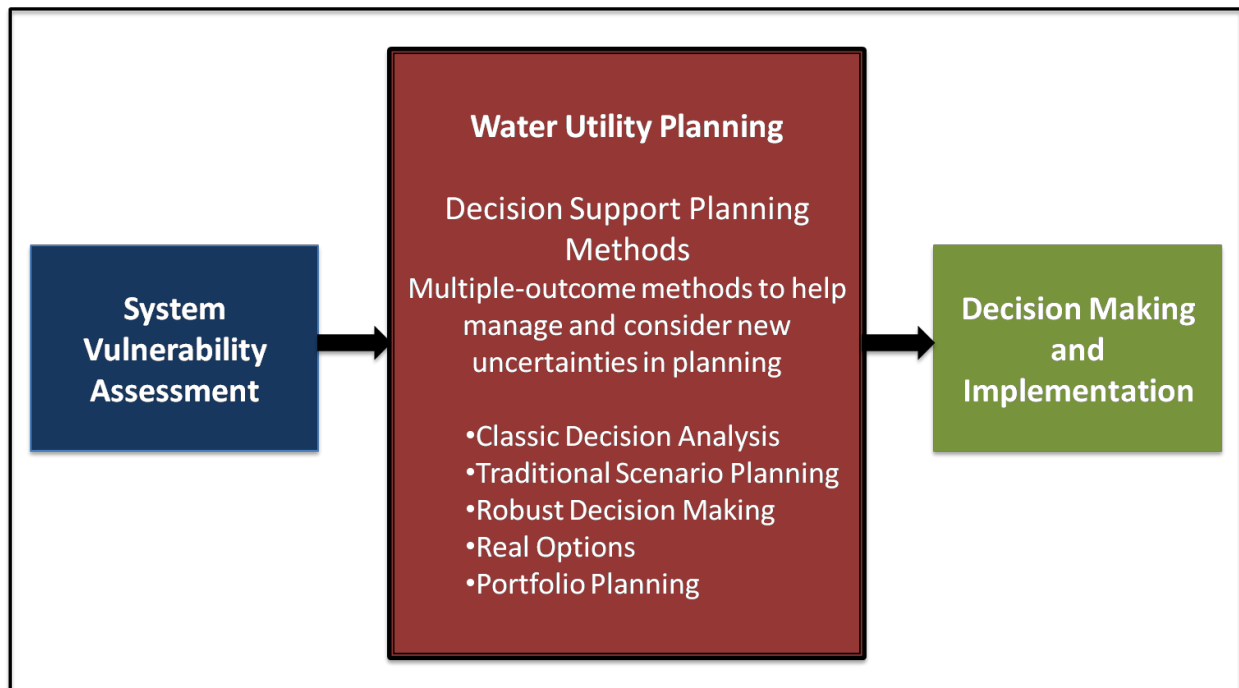 System
Vulnerability
Assessment
Water Utility Planning
Decision Support Planning
Methods
Multiple-outcome methods to help
manage and consider new
uncertainties in planning
•Classic Decision Analysis
•Traditional Scenario Planning
•Robust Decision Making
•Real Options
•Portfolio Planning
Decision Making
and
Implementation